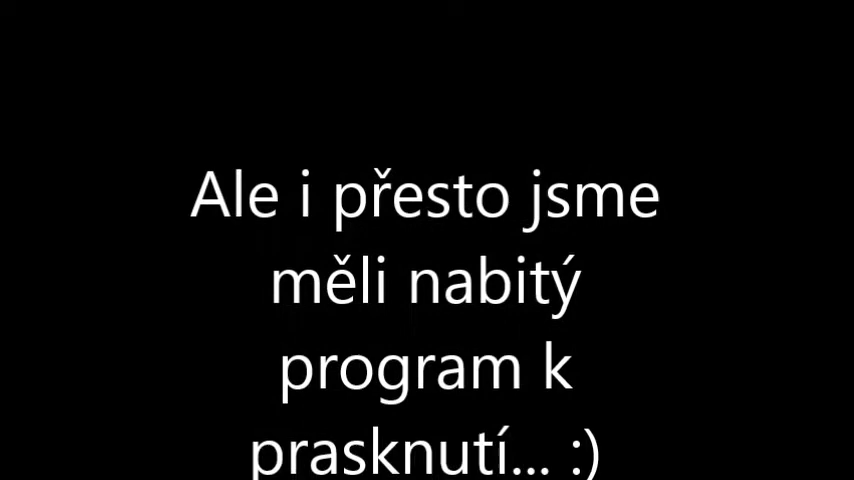 Ale i přesto jsme
měli nabitý
program k
prasknutí... :)